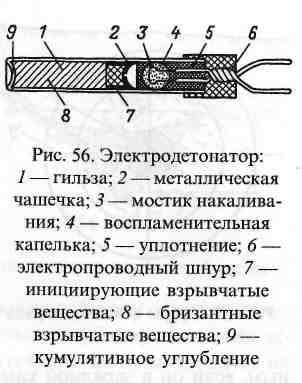 9 1 2 3 4 5 6
8 7
Рис. 56. Электродетонатор:
1 — гильза; 2 — металлическая
чашечка; 3 — мостик накалива-
ния; 4 — воспламенительная
капелька; 5 — уплотнение; 6 —
электропроводный шнур; 7 —
инициирующие взрывчатые
вещества; 8 — бризантные
взрывчатые вещества; 9 —
кумулятивное углубление